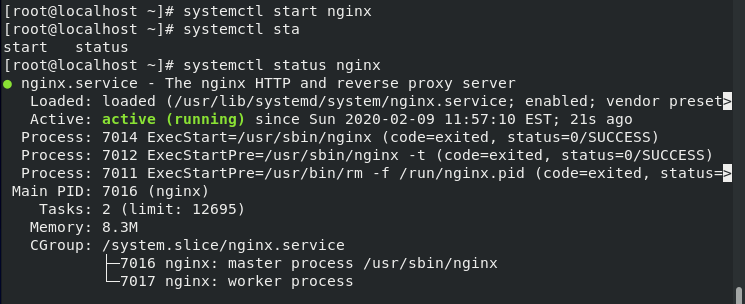 [root@localhost ~]# systemctl start nginx
[root@localhost ~]# systemctl sta
start   status
[root@localhost ~]# systemctl status nginx
● nginx.service - The nginx HTTP and reverse proxy server
   Loaded: loaded (/usr/lib/systemd/system/nginx.service; enabled; vendor preset>
   Active: active (running) since Sun 2020-02-09 11:57:10 EST; 21s ago
  Process: 7014 ExecStart=/usr/sbin/nginx (code=exited, status=0/SUCCESS)
  Process: 7012 ExecStartPre=/usr/sbin/nginx -t (code=exited, status=0/SUCCESS)
  Process: 7011 ExecStartPre=/usr/bin/rm -f /run/nginx.pid (code=exited, status=>
 Main PID: 7016 (nginx)
    Tasks: 2 (limit: 12695)
   Memory: 8.3M
   CGroup: /system.slice/nginx.service
           ├─7016 nginx: master process /usr/sbin/nginx
           └─7017 nginx: worker process